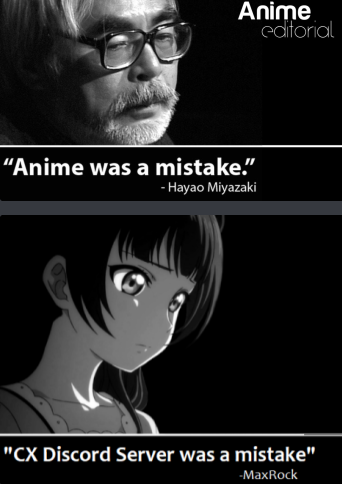 Anime
editorial
“Anime was a mistake.”
- Hayao Miyazaki
"CX Discord Server was a mistake"
-MaxRock